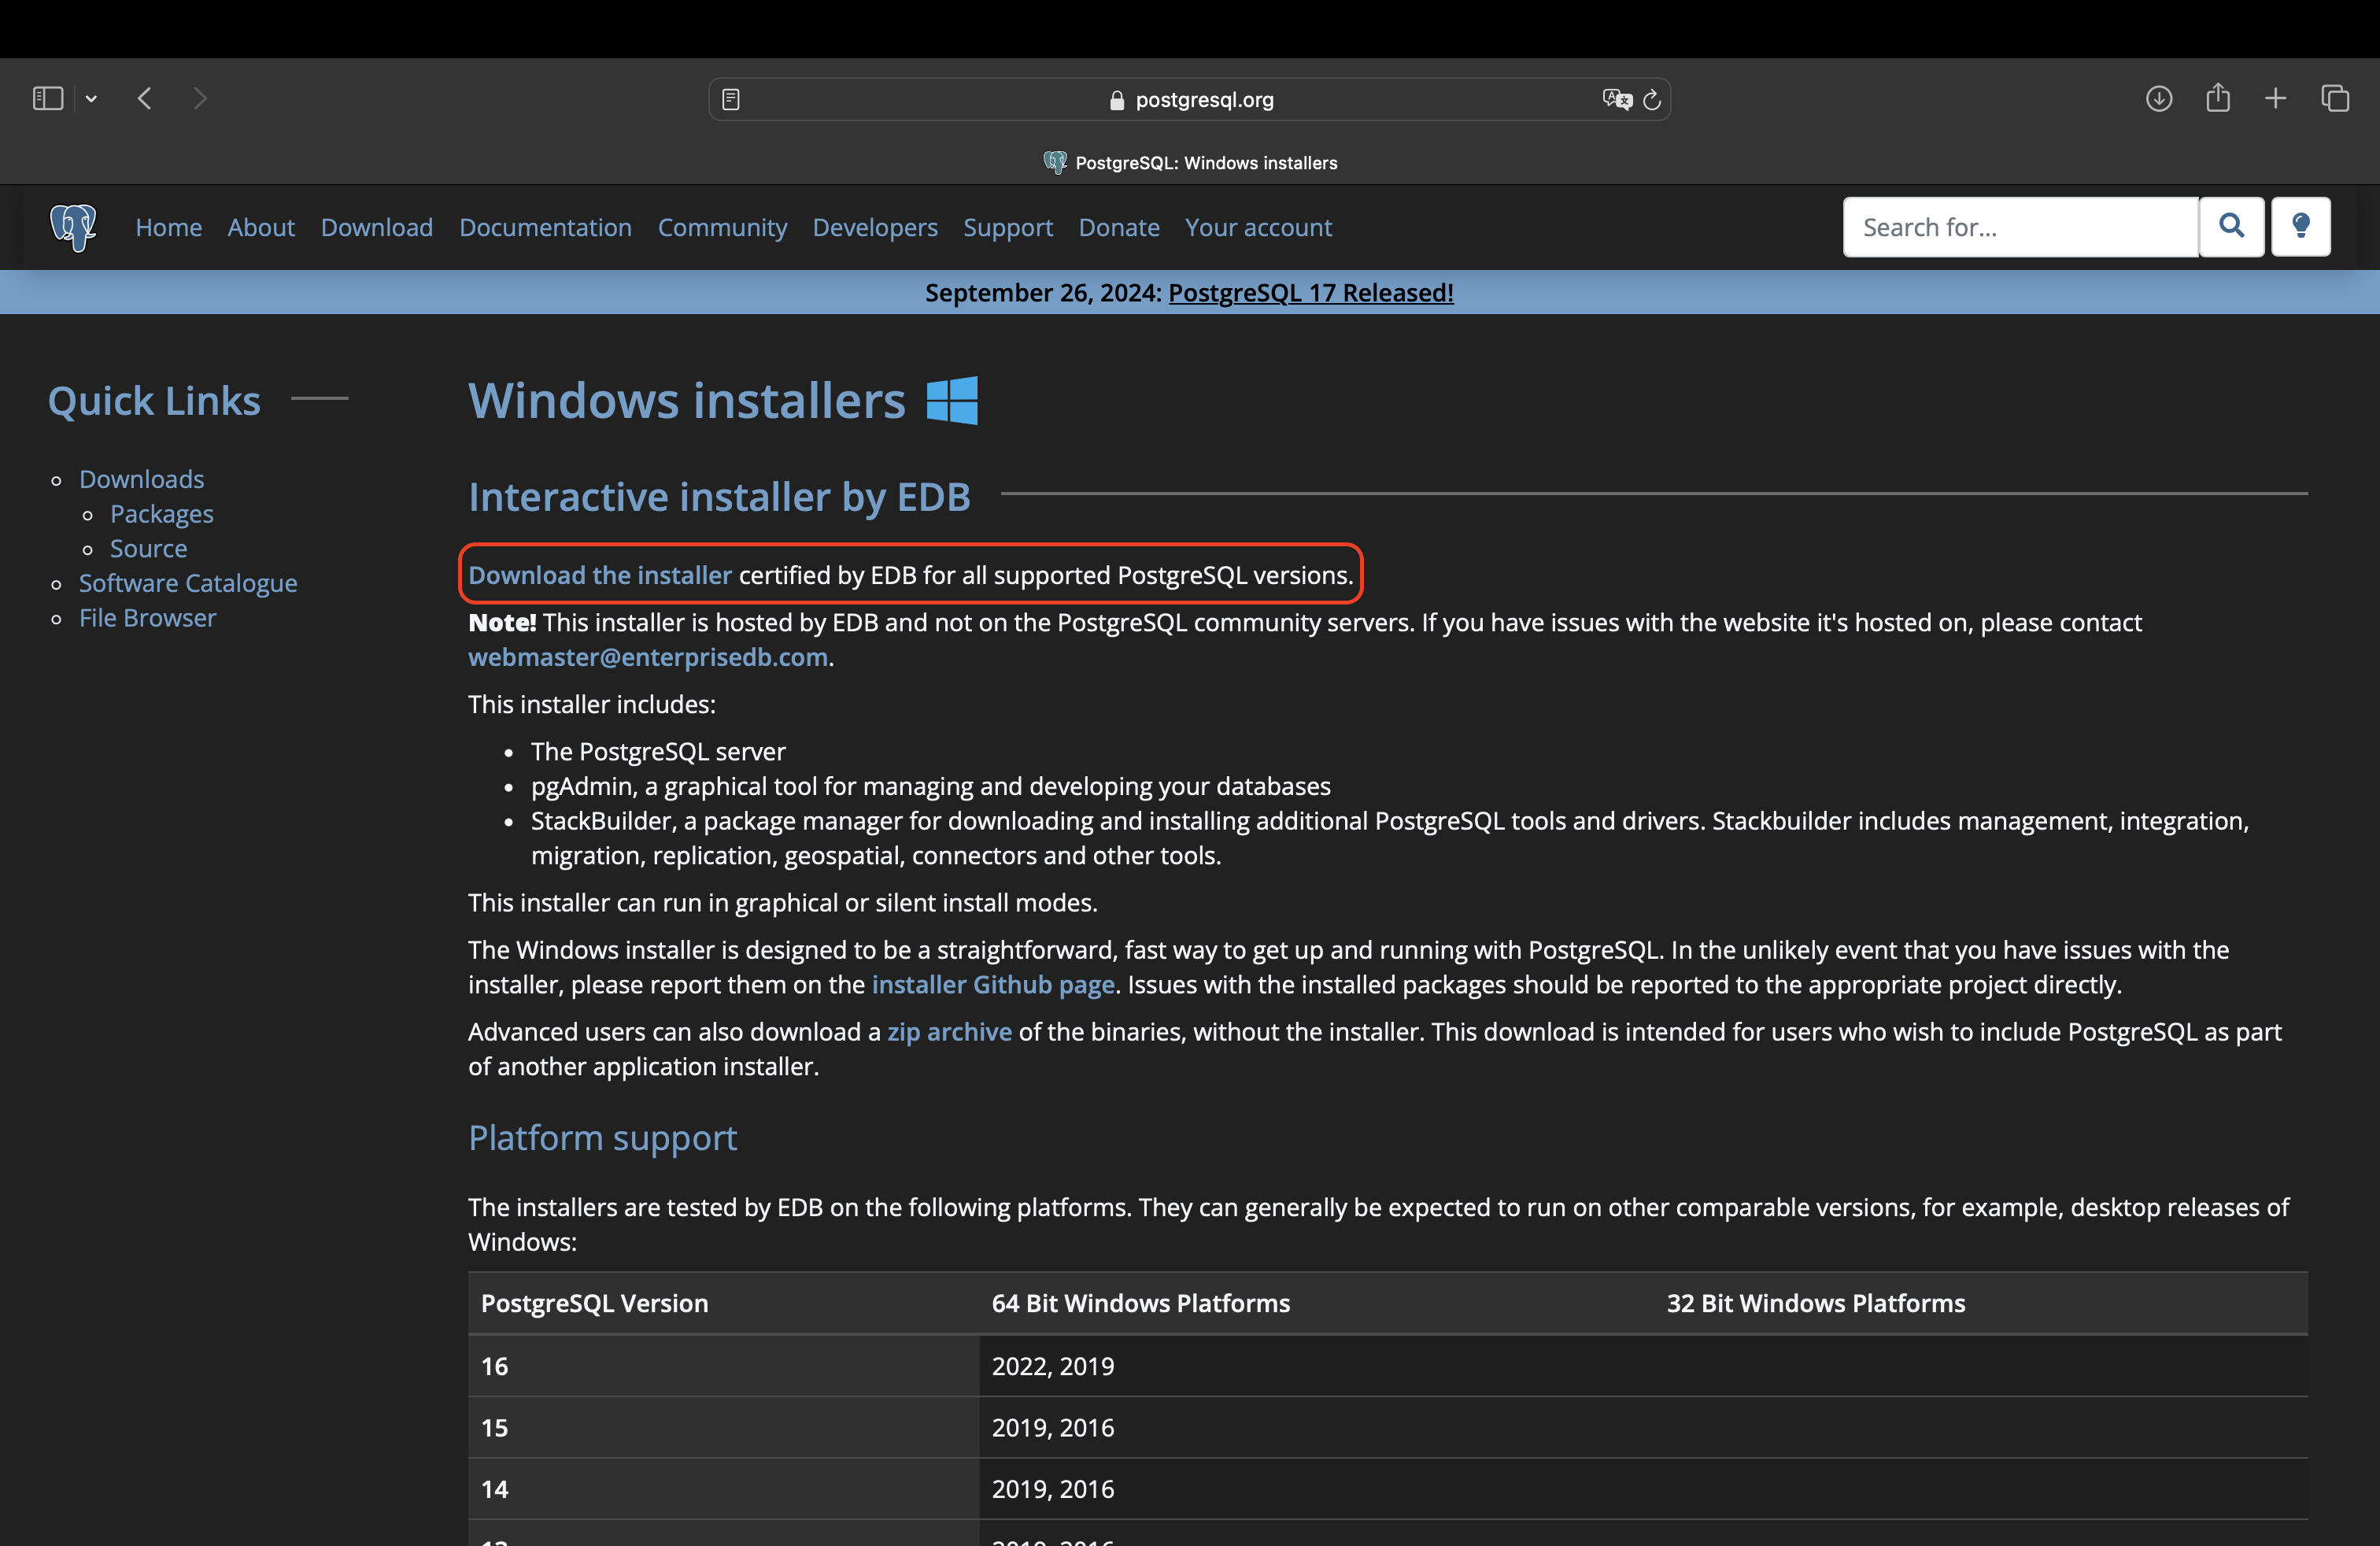 postgresql.org
PostgreSQL: Windows installers
Home About Download Documentation Community Developers Support Donate Your account
Search for...
September 26, 2024: PostgreSQL 17 Released!
Quick Links
Downloads
Packages
Source
Software Catalogue
File Browser
Windows installers
Interactive installer by EDB
Download the installer certified by EDB for all supported PostgreSQL versions.
Note! This installer is hosted by EDB and not on the PostgreSQL community servers. If you have issues with the website it's hosted on, please contact
webmaster@enterprisedb.com.
This installer includes:
The PostgreSQL server
pgAdmin, a graphical tool for managing and developing your databases
StackBuilder, a package manager for downloading and installing additional PostgreSQL tools and drivers. Stackbuilder includes management, integration,
migration, replication, geospatial, connectors and other tools.
This installer can run in graphical or silent install modes.
The Windows installer is designed to be a straightforward, fast way to get up and running with PostgreSQL. In the unlikely event that you have issues with the
installer, please report them on the installer Github page. Issues with the installed packages should be reported to the appropriate project directly.
Advanced users can also download a zip archive of the binaries, without the installer. This download is intended for users who wish to include PostgreSQL as part
of another application installer.
Platform support
The installers are tested by EDB on the following platforms. They can generally be expected to run on other comparable versions, for example, desktop releases of
Windows:
PostgreSQL Version 64 Bit Windows Platforms 32 Bit Windows Platforms
16 2022, 2019
15 2019, 2016
14 2019, 2016